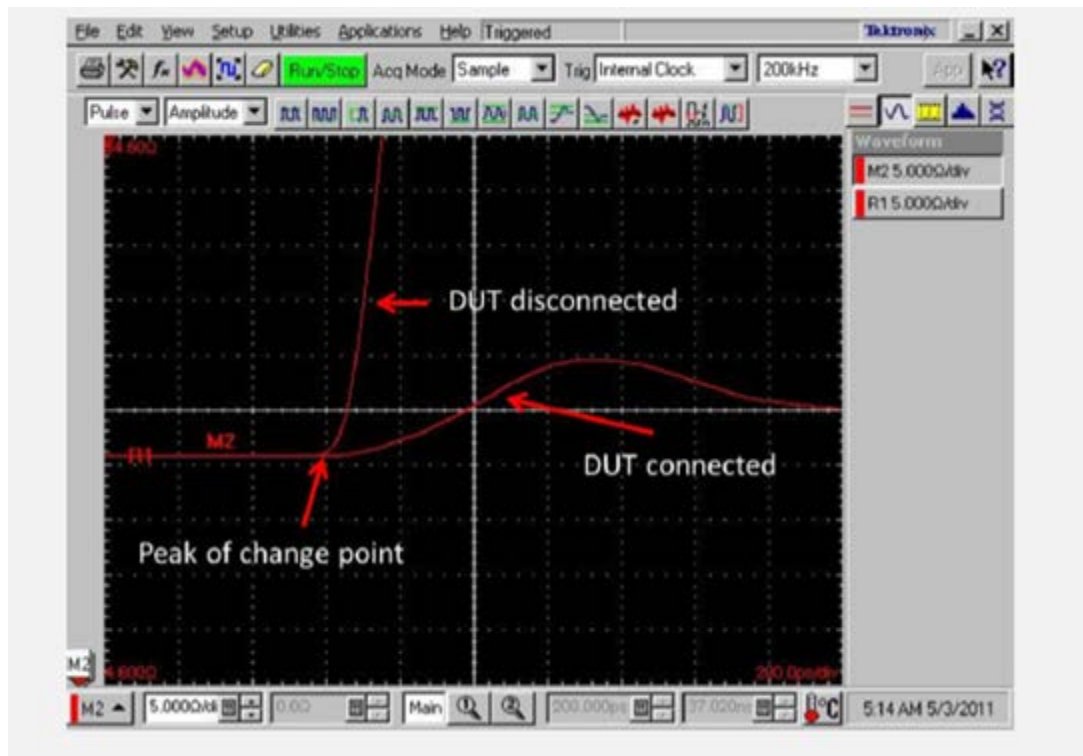 File Edit View Setup Utilities Applications Help Triggered Tektronix
Run/Stop Acq Mode Sample Trig Internal Clock 200kHz App
Pulse Amplitude
Waveform
M2 5.000Ω/div
R1 5.000Ω/div
DUT disconnected
M2
R1
DUT connected
Peak of change point
M2
200.0ps/div
M2 5.000Ω/di 0.0Ω Main 1 2 200.000ps °C 5:14 AM 5/3/2011